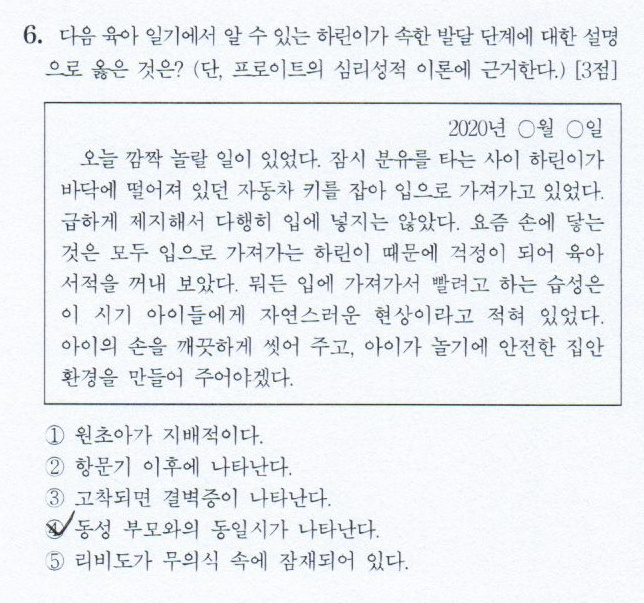 6. 다음 육아 일기에서 알 수 있는 하린이가 속한 발달 단계에 대한 설명
으로 옳은 것은? (단, 프로이트의 심리성적 이론에 근거한다.) [3점]
2020년 ○월 ○일
오늘 깜짝 놀랄 일이 있었다. 잠시 분유를 타는 사이 하린이가
바닥에 떨어져 있던 자동차 키를 잡아 입으로 가져가고 있었다.
급하게 제지해서 다행히 입에 넣지는 않았다. 요즘 손에 닿는
것은 모두 입으로 가져가는 하린이 때문에 걱정이 되어 육아
서적을 꺼내 보았다. 뭐든 입에 가져가서 빨려고 하는 습성은
이 시기 아이들에게 자연스러운 현상이라고 적혀 있었다.
아이의 손을 깨끗하게 씻어 주고, 아이가 놀기에 안전한 집안
환경을 만들어 주어야겠다.
① 원초아가 지배적이다.
② 항문기 이후에 나타난다.
③ 고착되면 결벽증이 나타난다.
④ 동성 부모와의 동일시가 나타난다.
⑤ 리비도가 무의식 속에 잠재되어 있다.